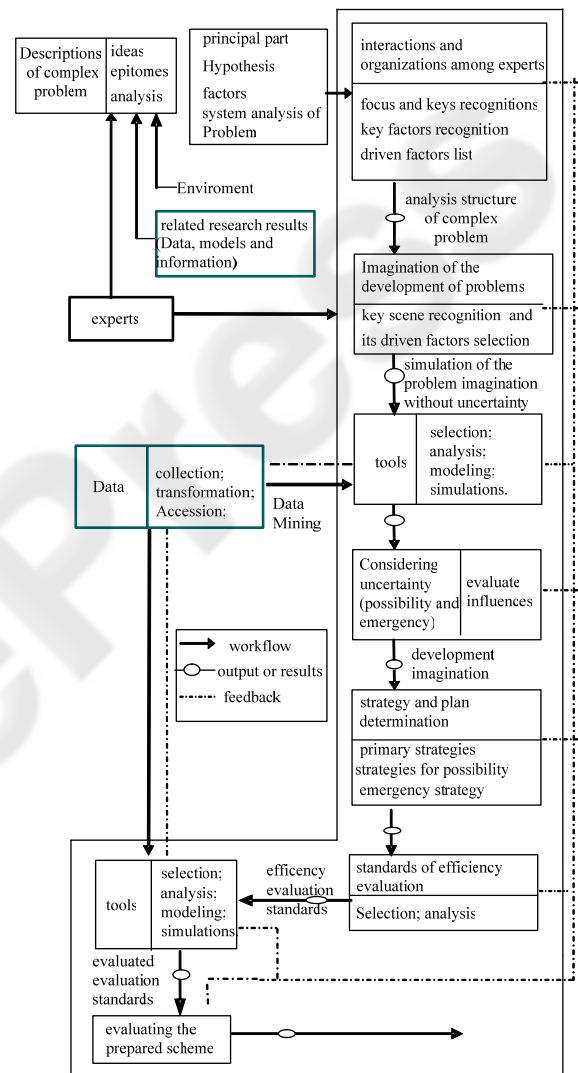 Descriptions
of complex
problem
ideas
epitomes
analysis
principal part
Hypothesis
factors
system analysis of
Problem
interactions and
organizations among experts
focus and keys recognitions
key factors recognition
driven factors list
Enviroment
related research results
(Data, models and
information)
analysis structure
of complex
problem
experts
Imagination of the
development of problems
key scene recognition and
its driven factors selection
simulation of the
problem imagination
without uncertainty
Data
collection;
transformation;
Accession;
Data
Mining
tools
selection;
analysis;
modeling;
simulations.
Considering
uncertainty
(possibility and
emergency)
evaluate
influences
workflow
output or results
feedback
development
imagination
strategy and plan
determination
primary strategies
strategies for possibility
emergency strategy
tools
selection;
analysis;
modeling;
simulations
efficency
evaluation
standards
standards of efficiency
evaluation
Selection; analysis
evaluated
evaluation
standards
evaluating the
prepared scheme